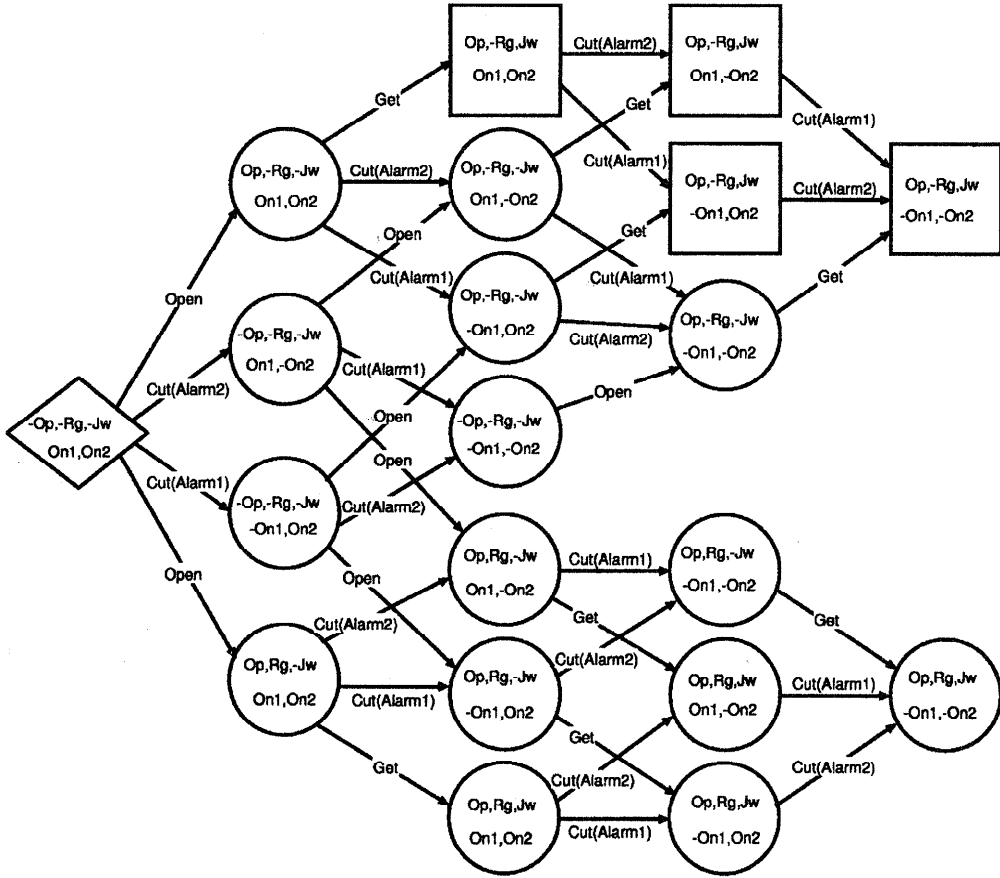 Op,-Rg,Jw
On1,On2
Cut(Alarm2)
Op,-Rg,Jw
On1,-On2
Get
Get
Cut(Alarm1)
Op,-Rg,-Jw
On1,On2
Cut(Alarm2)
Op,-Rg,-Jw
On1,-On2
Cut(Alarm1)
Op,-Rg,Jw
-On1,On2
Cut(Alarm2)
Op,-Rg,Jw
-On1,-On2
Open
Get
Cut(Alarm1)
Cut(Alarm1)
Get
Open
Op,-Rg,-Jw
-On1,On2
Cut(Alarm2)
Op,-Rg,-Jw
-On1,-On2
-Op,-Rg,-Jw
On1,-On2
Cut(Alarm1)
Cut(Alarm2)
Open
Open
-Op,-Rg,-Jw
On1,On2
-Op,-Rg,-Jw
-On1,-On2
Open
Cut(Alarm1)
-Op,-Rg,-Jw
-On1,On2
Cut(Alarm2)
Open
Open
Op,Rg,-Jw
On1,-On2
Cut(Alarm1)
Op,Rg,-Jw
-On1,-On2
Get
Get
Cut(Alarm2)
Cut(Alarm2)
Op,Rg,-Jw
On1,On2
Cut(Alarm1)
Op,Rg,-Jw
-On1,On2
Op,Rg,Jw
On1,-On2
Cut(Alarm1)
Op,Rg,Jw
-On1,-On2
Get
Get
Cut(Alarm2)
Cut(Alarm2)
Op,Rg,Jw
On1,On2
Cut(Alarm1)
Op,Rg,Jw
-On1,On2